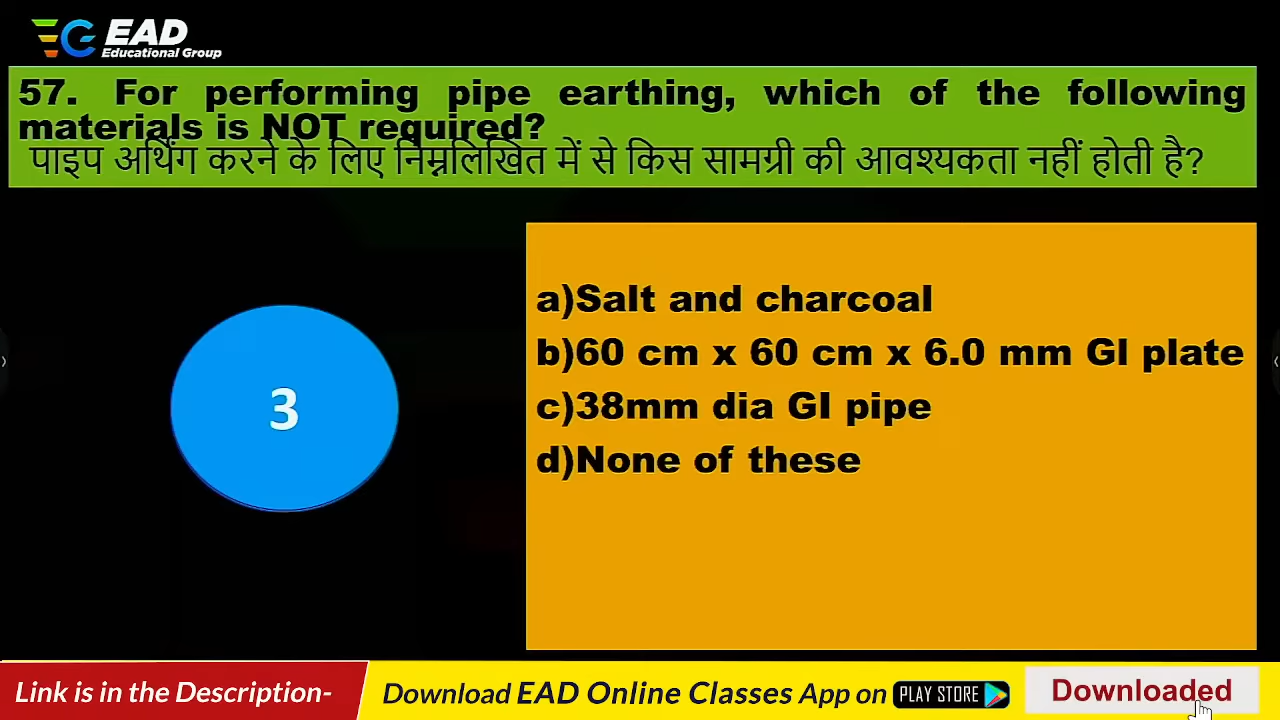 EAD
Educational Group
57. For performing pipe earthing, which of the following
materials is NOT required?
पाइप अर्थिंग करने के लिए निम्नलिखित में से किस सामग्री की आवश्यकता नहीं होती है?
3
a)Salt and charcoal
b)60 cm x 60 cm x 6.0 mm GI plate
c)38mm dia GI pipe
d)None of these
Link is in the Description-
Download EAD Online Classes App on PLAY STORE
Downloaded